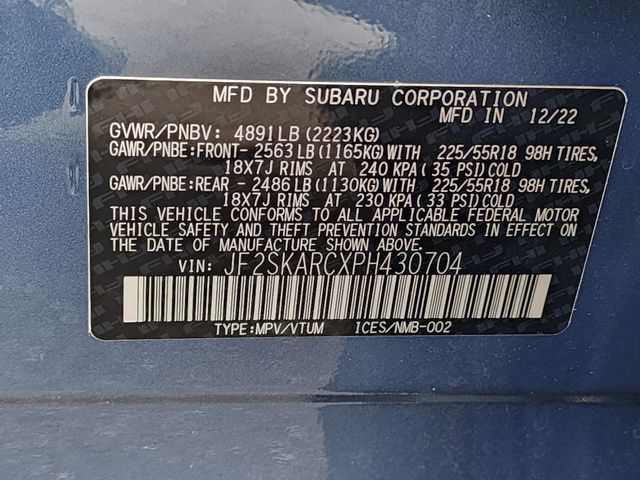 MFD BY SUBARU CORPORATION
MFD IN 12/22
GVWR/PNBV: 4891LB(2223KG)
GAWR/PNBE:FRONT- 2563LB(1165KG)WITH 225/55R18 98H TIRES,
18X7J RIMS AT 240 KPA(35 PSI)COLD
GAWR/PNBE:REAR - 2486LB(1130KG)WITH 225/55R18 98H TIRES,
18X7J RIMS AT 230 KPA(33 PSI)COLD
THIS VEHICLE CONFORMS TO ALL APPLICABLE FEDERAL MOTOR
VEHICLE SAFETY AND THEFT PREVENTION STANDARDS IN EFFECT ON
THE DATE OF MANUFACTURE SHOWN ABOVE.
VIN: JF2SKARCXPH430704
TYPE:MPV/VTUM ICES/NMB-002